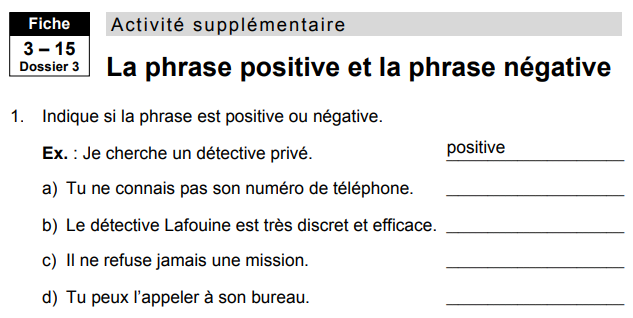 Fiche
3 – 15
Dossier 3
Activité supplémentaire
La phrase positive et la phrase négative
1. Indique si la phrase est positive ou négative.
Ex. : Je cherche un détective privé. positive
a) Tu ne connais pas son numéro de téléphone.
b) Le détective Lafouine est très discret et efficace.
c) Il ne refuse jamais une mission.
d) Tu peux l’appeler à son bureau.